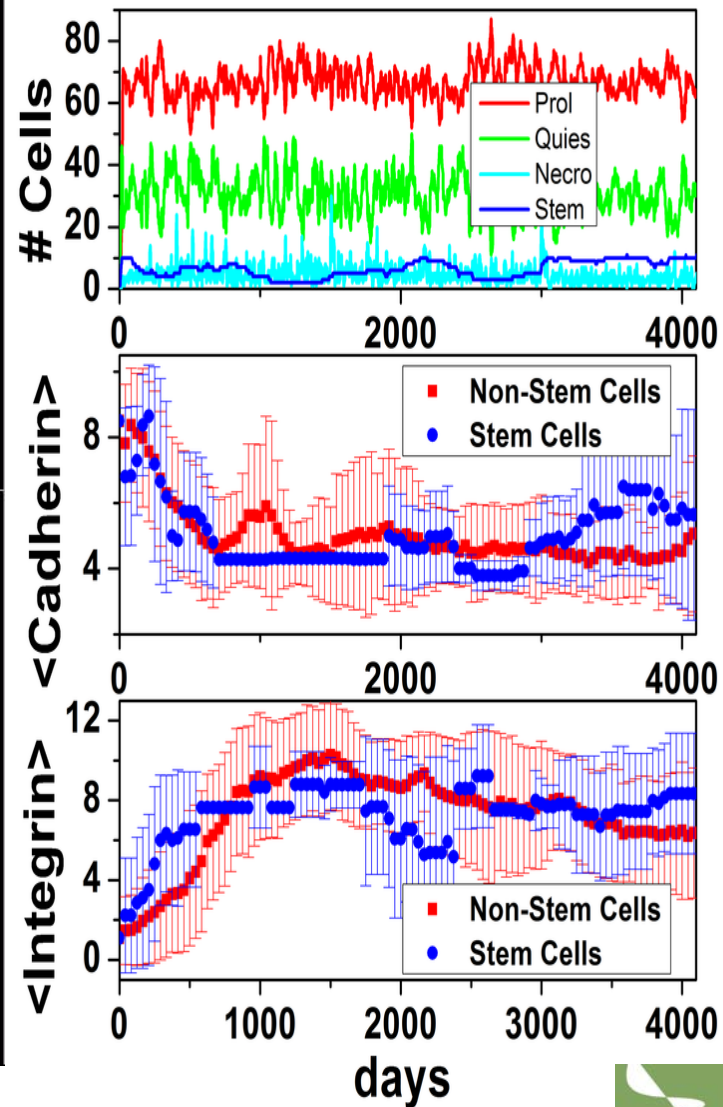 # Cells
80
60
40
20
0
Prol
Quies
Necro
Stem
0 2000 4000
<Cadherin>
8
4
Non-Stem Cells
Stem Cells
0 2000 4000
<Integrin>
12
8
4
0
Non-Stem Cells
Stem Cells
0 1000 2000 3000 4000
days